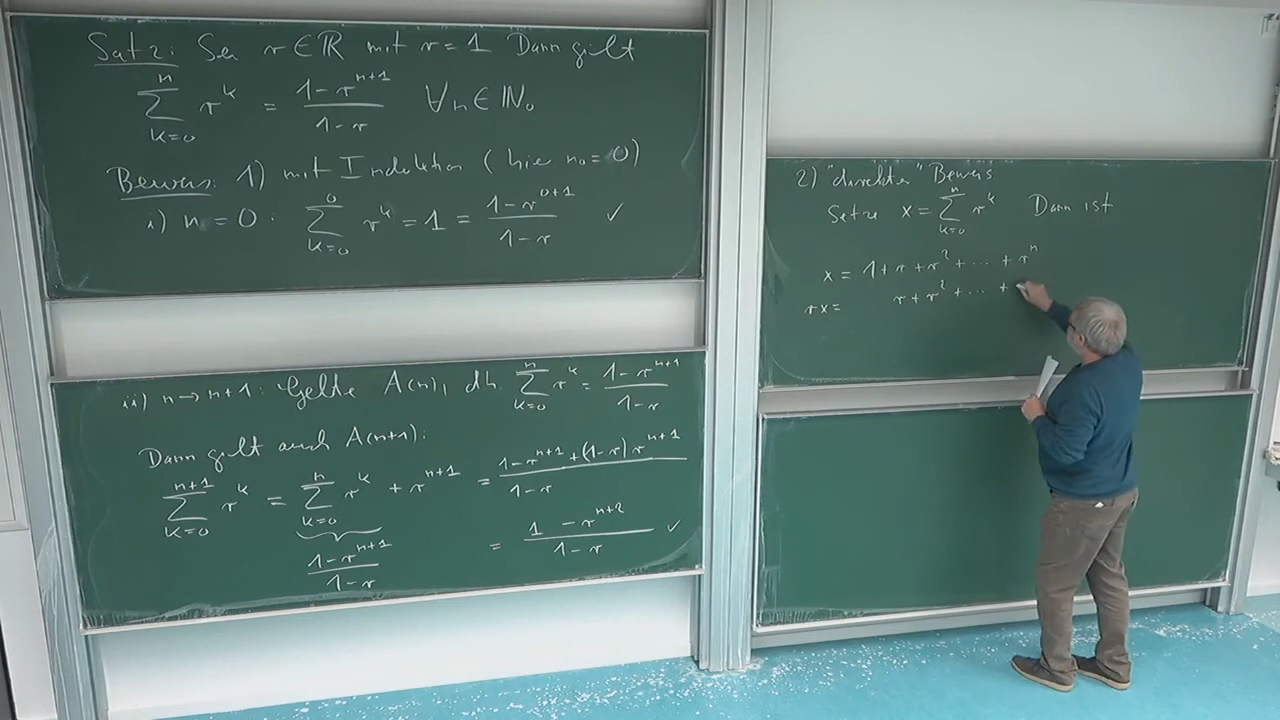 Satz: Sei r ∈ ℝ mit r = 1 Dann gilt
∑_{k=0}^{n} r^k = (1 - r^{n+1})/(1 - r) ∀ n ∈ ℕ₀
Beweis: 1) mit Induktion (hier n₀ = 0)
i) n = 0 : ∑_{k=0}^{0} r^k = 1 = (1 - r^{0+1})/(1 - r) ✓
ii) n → n+1 : Gelte A(n), dh. ∑_{k=0}^{n} r^k = (1 - r^{n+1})/(1 - r)
Dann gilt auch A(n+1):
∑_{k=0}^{n+1} r^k = ∑_{k=0}^{n} r^k + r^{n+1} = (1 - r^{n+1} + (1 - r) r^{n+1})/(1 - r)
(1 - r^{n+1})/(1 - r)
= (1 - r^{n+2})/(1 - r) ✓
2) "direkter" Beweis
Setze x = ∑_{k=0}^{n} r^k Dann ist
x = 1 + r + r² + ... + r^n
rx = r + r² + ... +